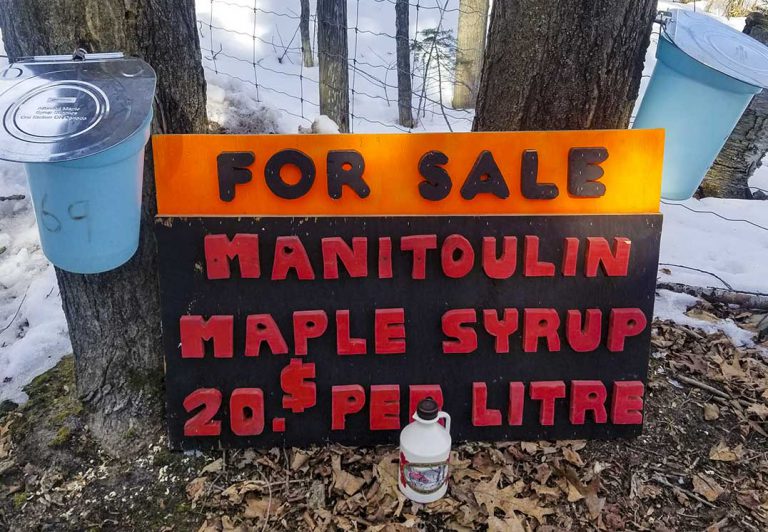 FOR SALE
MANITOULIN
MAPLE SYRUP
20.$ PER LITRE
69